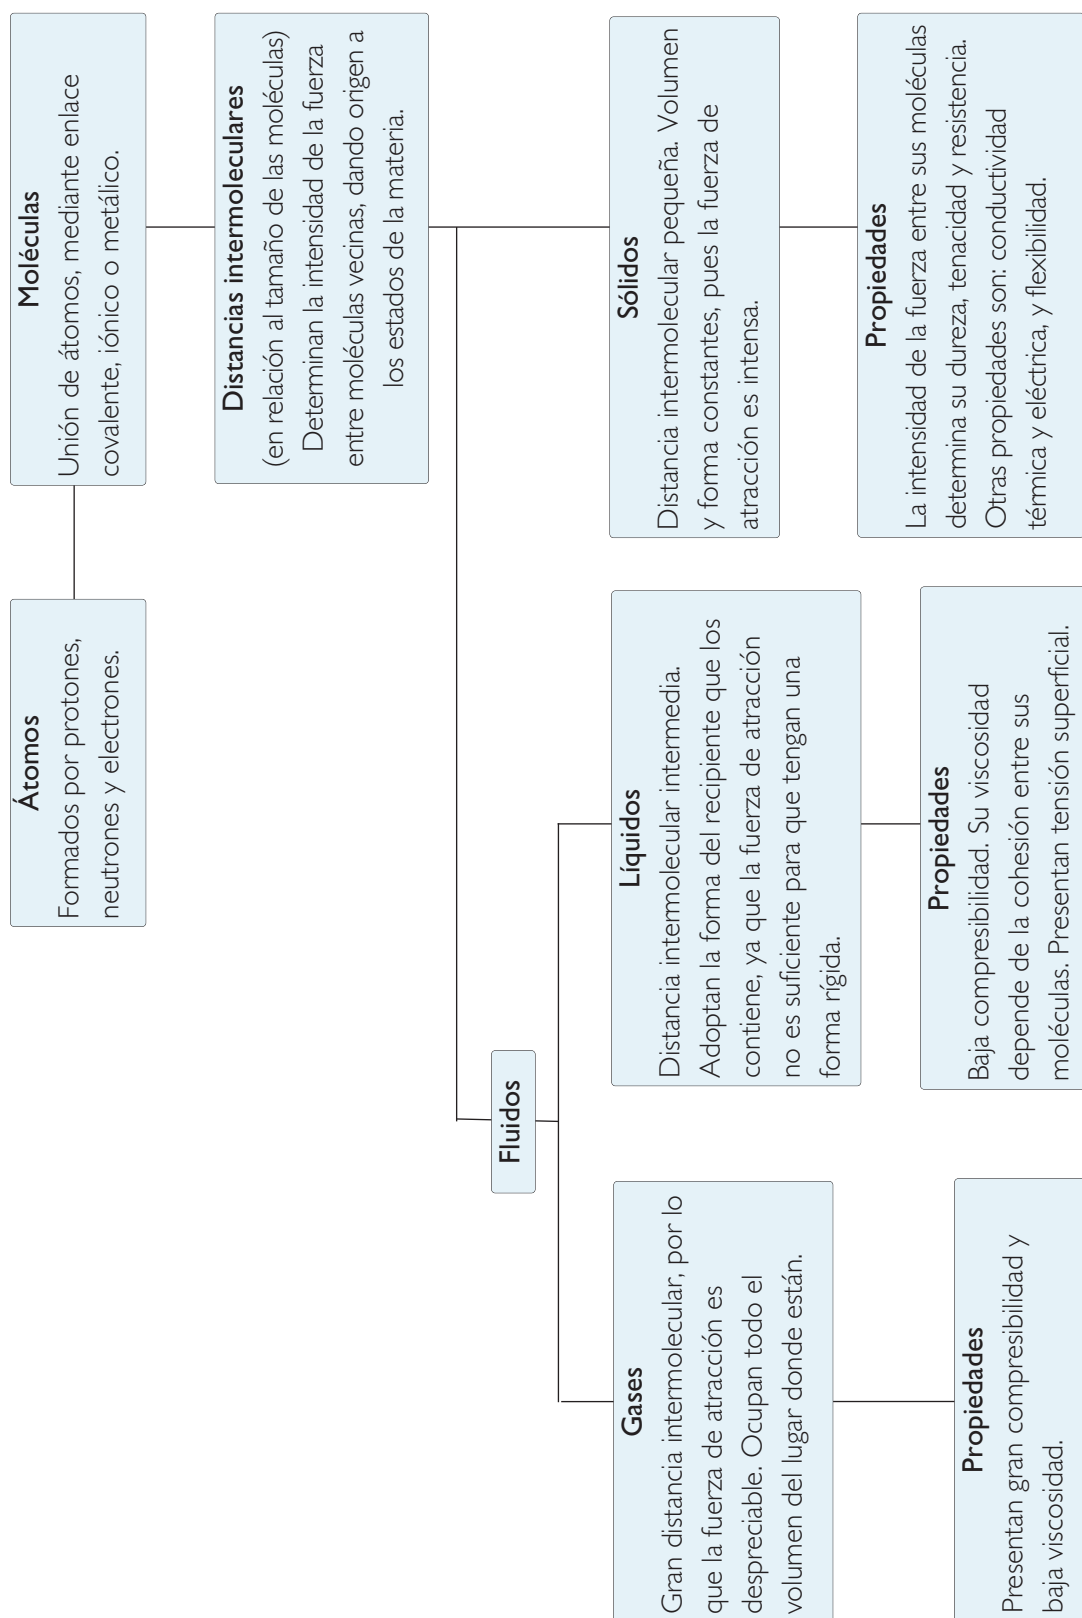 Átomos
Formados por protones,
neutrones y electrones.
Moléculas
Unión de átomos, mediante enlace
covalente, iónico o metálico.
Distancias intermoleculares
(en relación al tamaño de las moléculas)
Determinan la intensidad de la fuerza
entre moléculas vecinas, dando origen a
los estados de la materia.
Fluidos
Gases
Gran distancia intermolecular, por lo
que la fuerza de atracción es
despreciable. Ocupan todo el
volumen del lugar donde están.
Propiedades
Presentan gran compresibilidad y
baja viscosidad.
Líquidos
Distancia intermolecular intermedia.
Adoptan la forma del recipiente que los
contiene, ya que la fuerza de atracción
no es suficiente para que tengan una
forma rígida.
Propiedades
Baja compresibilidad. Su viscosidad
depende de la cohesión entre sus
moléculas. Presentan tensión superficial.
Sólidos
Distancia intermolecular pequeña. Volumen
y forma constantes, pues la fuerza de
atracción es intensa.
Propiedades
La intensidad de la fuerza entre sus moléculas
determina su dureza, tenacidad y resistencia.
Otras propiedades son: conductividad
térmica y eléctrica, y flexibilidad.